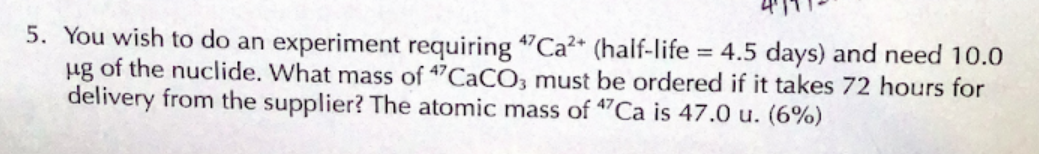 5. You wish to do an experiment requiring ⁴⁷Ca²⁺ (half-life = 4.5 days) and need 10.0
µg of the nuclide. What mass of ⁴⁷CaCO₃ must be ordered if it takes 72 hours for
delivery from the supplier? The atomic mass of ⁴⁷Ca is 47.0 u. (6%)